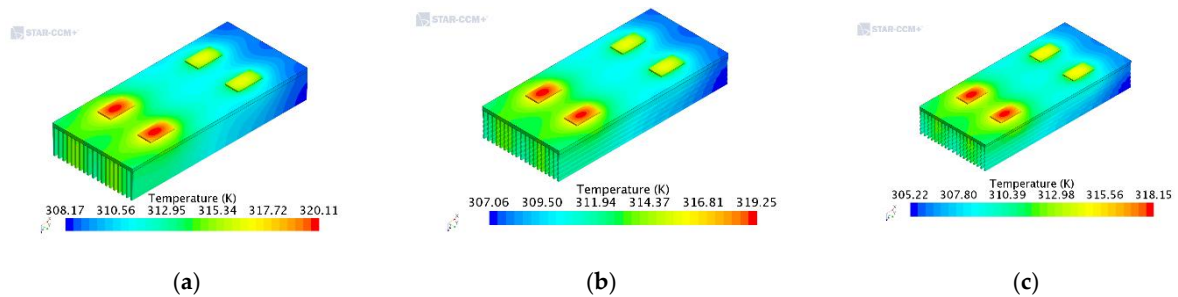 STAR-CCM+
Temperature (K)
308.17 310.56 312.95 315.34 317.72 320.11
(a)
STAR-CCM+
Temperature (K)
307.06 309.50 311.94 314.37 316.81 319.25
(b)
STAR-CCM+
Temperature (K)
305.22 307.80 310.39 312.98 315.56 318.15
(c)